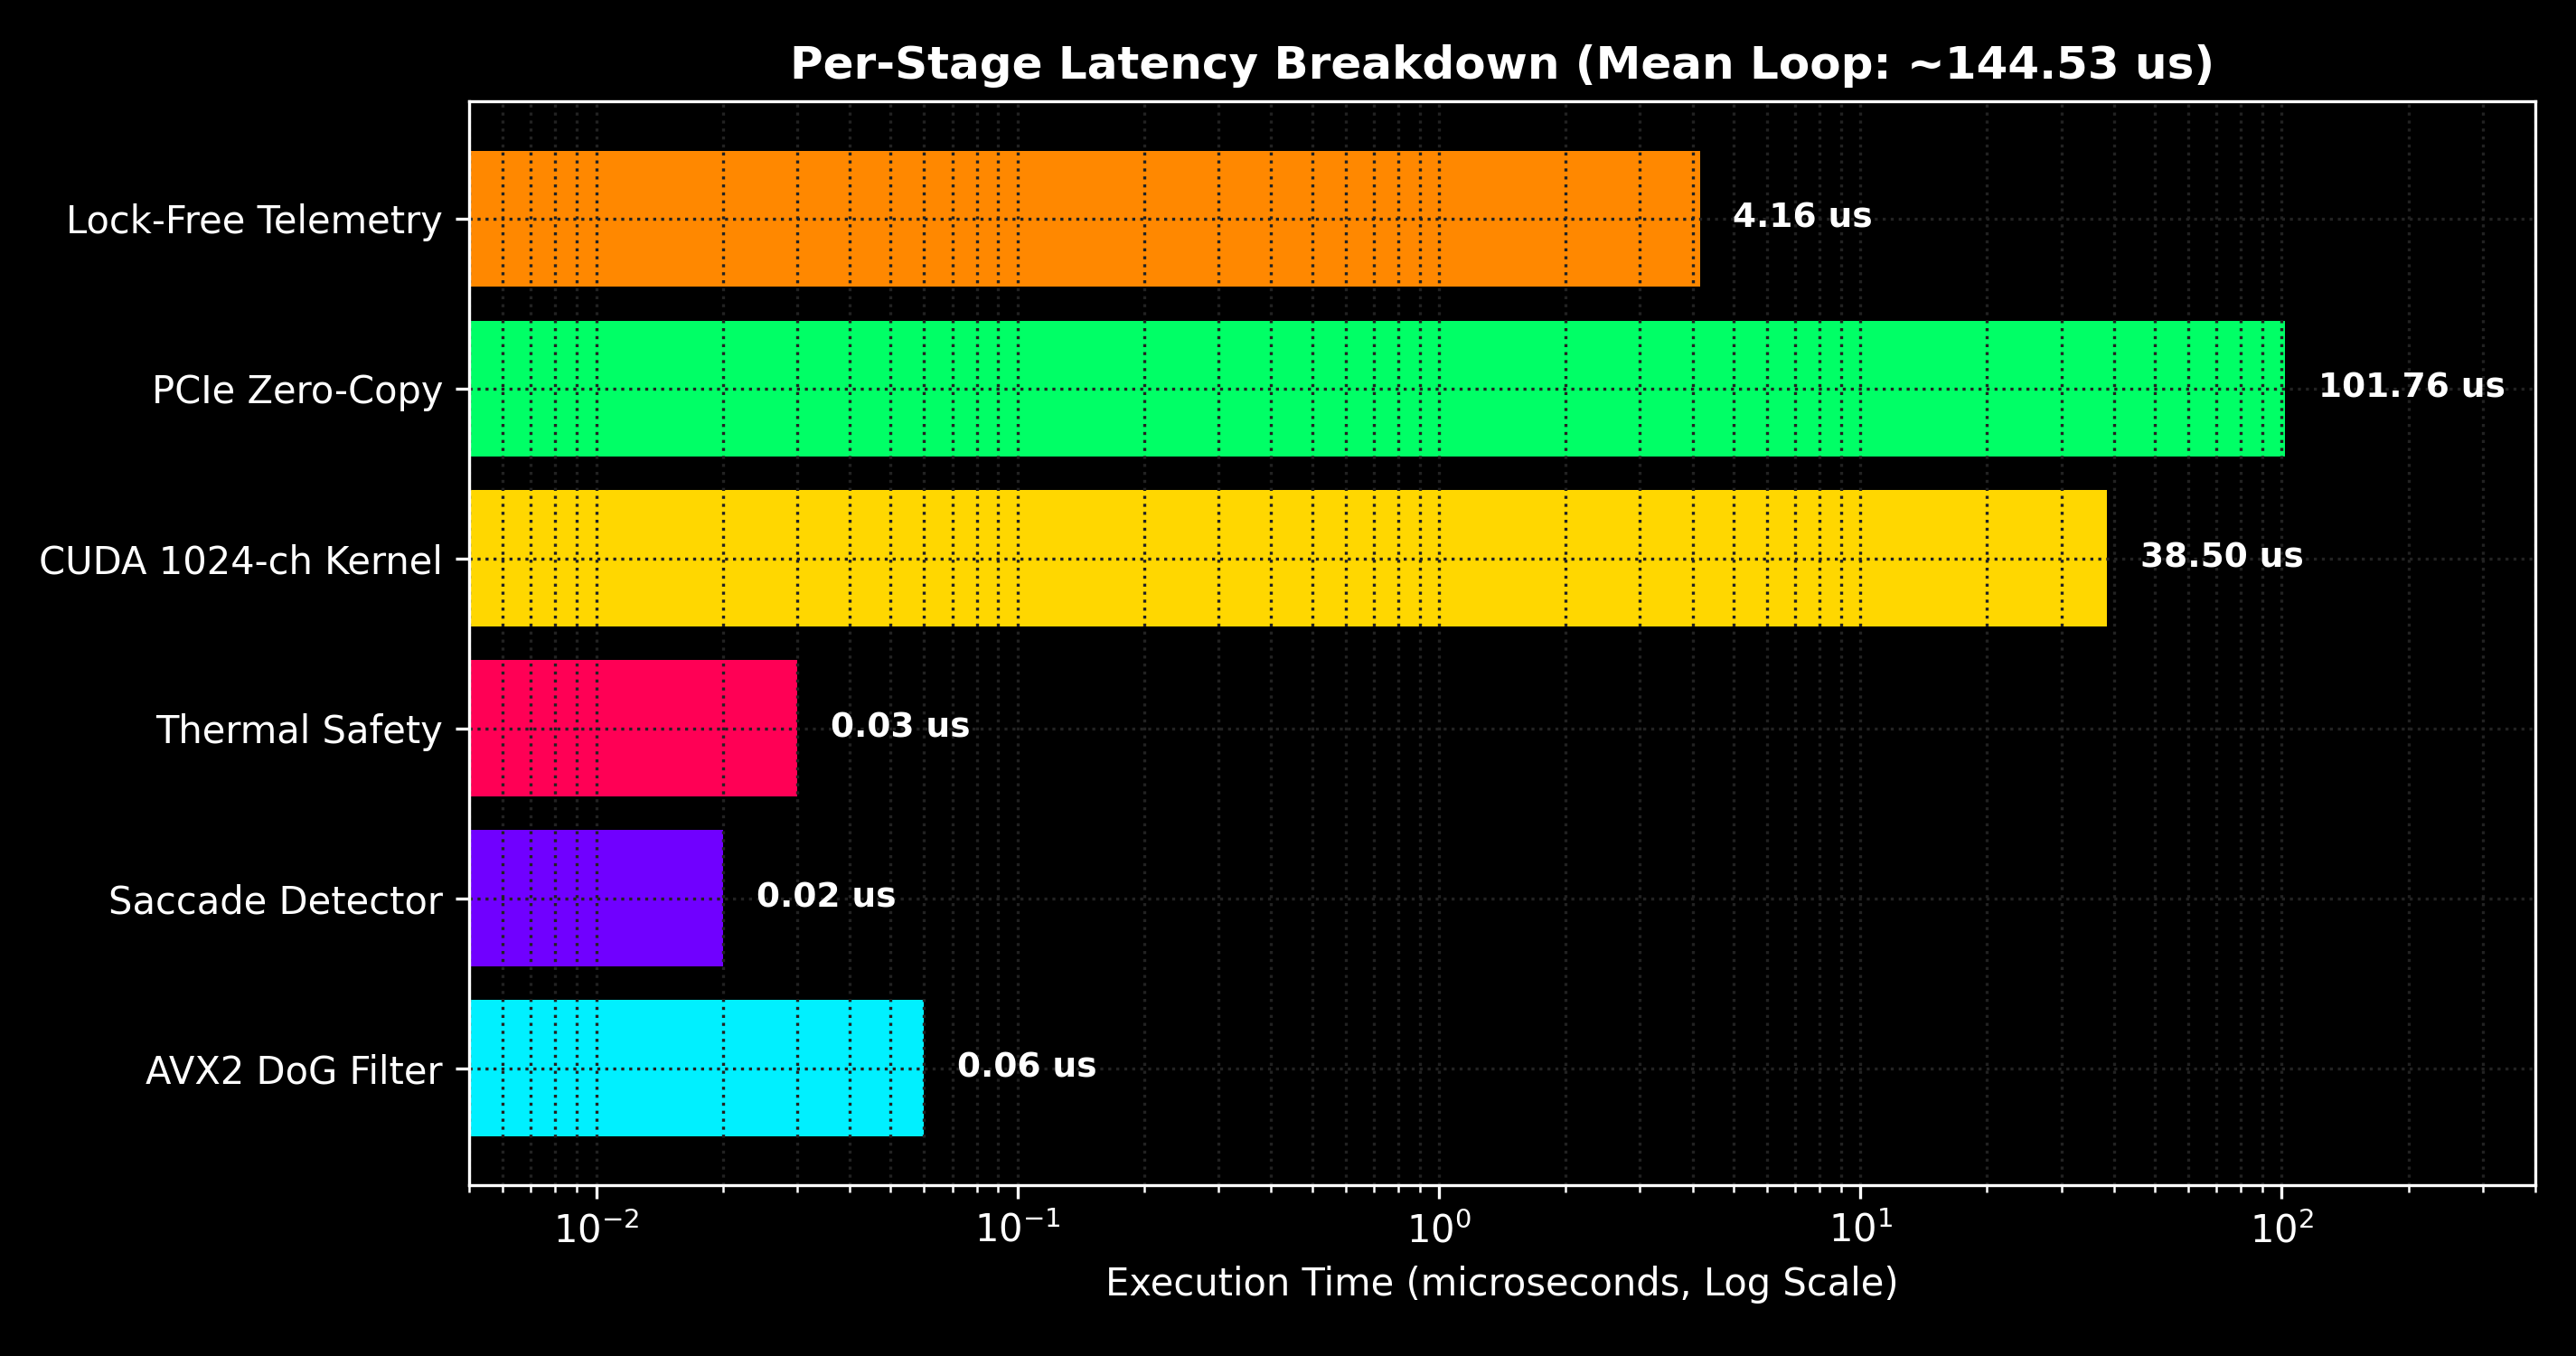 Per-Stage Latency Breakdown (Mean Loop: ~144.53 us)
Lock-Free Telemetry
4.16 us
PCIe Zero-Copy
101.76 us
CUDA 1024-ch Kernel
38.50 us
Thermal Safety
0.03 us
Saccade Detector
0.02 us
AVX2 DoG Filter
0.06 us
10⁻² 10⁻¹ 10⁰ 10¹ 10²
Execution Time (microseconds, Log Scale)